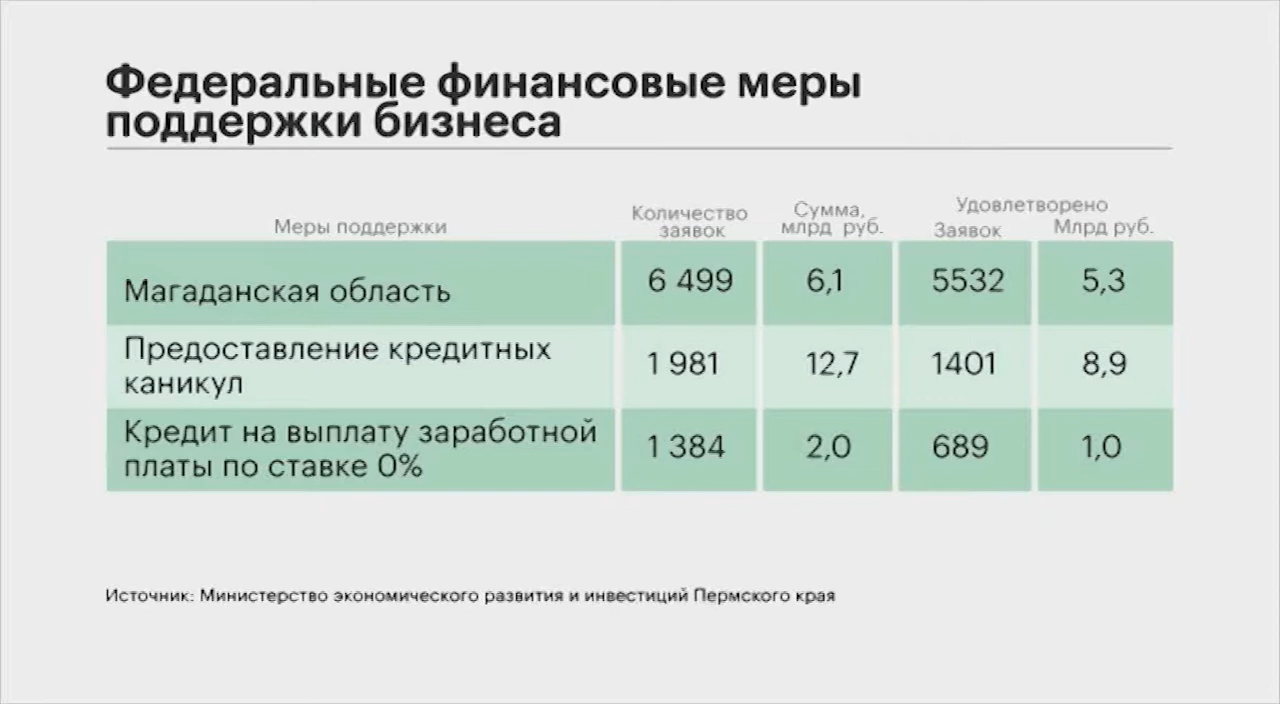 Федеральные финансовые меры
поддержки бизнеса
Меры поддержки
Количество
заявок
Сумма,
млрд руб.
Удовлетворено
Заявок
Млрд руб.
Магаданская область
6 499
6,1
5532
5,3
Предоставление кредитных
каникул
1 981
12,7
1401
8,9
Кредит на выплату заработной
платы по ставке 0%
1 384
2,0
689
1,0
Источник: Министерство экономического развития и инвестиций Пермского края